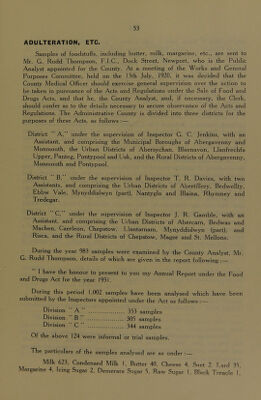 53
ADULTERATION, ETC.
Samples of foodstuffs, including butter, milk, margarine, etc., are sent to
Mr. G. Rudd Thompson, F.I.C., Dock Street, Newport, who is the Public
Analyst appointed for the County. At a meeting of the Works and General
Purposes Committee, held on the 15th July, 1920, it was decided that the
County Medical Officer should exercise general supervision over the action to
be taken in pursuance of the Acts and Regulations under the Sale of Food and
Drugs Acts, and that he, the County Analyst, and, if necessary, the Clerk,
should confer as to the details necessary to secure observance of the Acts and
Regulations. The Administrative County is divided into three districts for the
purposes of these Acts, as follows :—
District "A," under the supervision of Inspector G. C. Jenkins, with an
Assistant, and comprising the Municipal Boroughs of Abergavenny and
Monmouth, the Urban Districts of Abersychan, Blaenavon, Llanfrechfa
Upper, Panteg, Pontypool and Usk, and the Rural Districts of Abergavenny,
Monmouth and Pontypool.
District "B," under the supervision of Inspector T. R. Davies, with two
Assistants, and comprising the Urban Districts of Abertillery, Bedwellty,
Ebbw Vale, Mynyddislwyn (part), Nantyglo and Blaina, Rhymney and
Tredegar.
District "C," under the supervision of Inspector J. R. Gamble, with an
Assistant, and comprising the Urban Districts of Abercarn, Bedwas and
Machen, Caerleon, Chepstow, Llantarnam, Mynyddislwyn (part), and
Risca, and the Rural Districts of Chepstow, Magor and St. Mellons.
During the year 983 samples were examined by the County Analyst, Mr.
G. Rudd Thompson, details of which are given in the report following :—
" I have the honour to present to you my Annual Report under the Food
and Drugs Act for the year 1931.
During this period 1,002 samples have been analysed which have been
submitted by the Inspectors appointed under the Act as follows :—
Division " A " .................. 353 samples
Division " B " .................. 305 samples
Division " C " .................. 344 samples
Of the above 124 were informal or trial samples.
The particulars of the samples analysed are as under :—
Milk 623, Condensed Milk 1, Butter 40, Cheese 4, Suet 2, Lard 35,
Margarine 4, Icing Sugar 2, Demerara Sugar 5, Raw Sugar 1, Black Treacle 1,